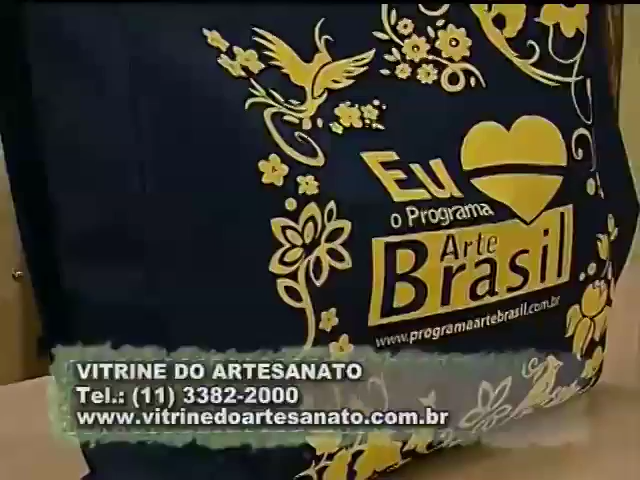 Eu
o Programa
Arte
Brasil
www.programaartebrasil.com.br
VITRINE DO ARTESANATO
Tel.: (11) 3382-2000
www.vitrinedoartesanato.com.br